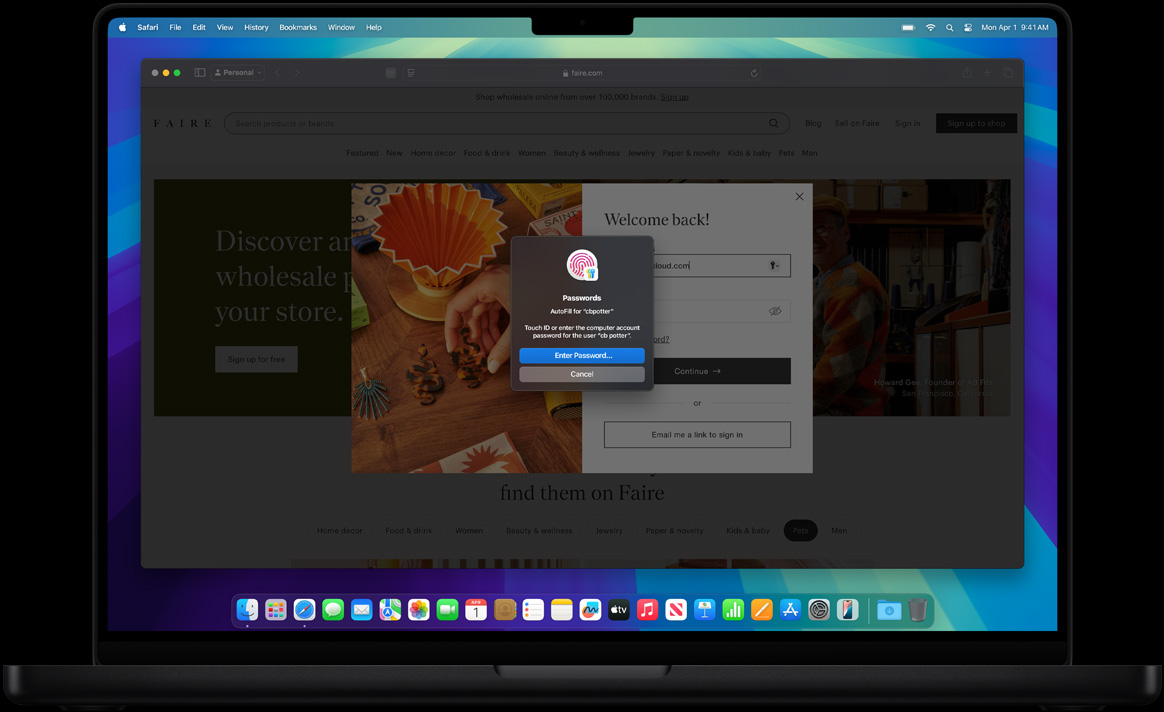 Safari File Edit View History Bookmarks Window Help
Mon Apr 1 9:41 AM
Personal
faire.com
Shop wholesale online from over 100,000 brands. Sign up
FAIRE
Search products or brands
Blog Sell on Faire Sign in Sign up to shop
Featured New Home decor Food & drink Women Beauty & wellness Jewelry Paper & novelty Kids & baby Pets Men
Discover an
wholesale p
your store.
Sign up for free
SAINT
Welcome back!
loud.com
Passwords
AutoFill for “cbpotter”
Touch ID or enter the computer account
password for the user “cb potter”.
Enter Password...
Cancel
ord?
Continue →
or
Email me a link to sign in
Howard Gee, Founder of AB Fits
San Francisco, California
find them on Faire
Home decor Food & drink Women Beauty & wellness Jewelry Paper & novelty Kids & baby Pets Men
APR
1
tv